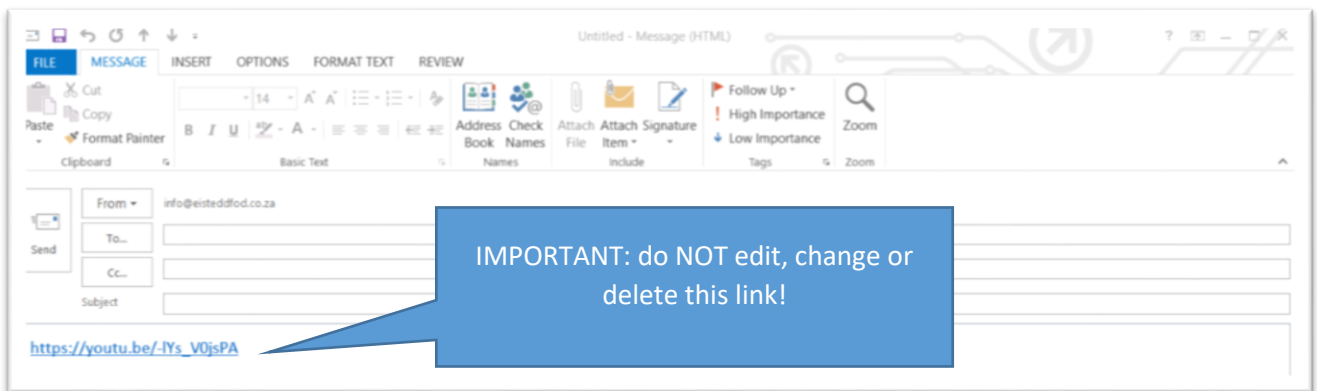 Untitled - Message (HTML)
FILE MESSAGE INSERT OPTIONS FORMAT TEXT REVIEW
Cut
Copy
Paste
Format Painter
Clipboard
14
B I U
Basic Text
Address Book
Check Names
Names
Attach File
Attach Item
Signature
Include
Follow Up
High Importance
Low Importance
Tags
Zoom
Zoom
Send
From info@eisteddfod.co.za
To...
Cc...
Subject
IMPORTANT: do NOT edit, change or
delete this link!
https://youtu.be/-lYs_V0jsPA